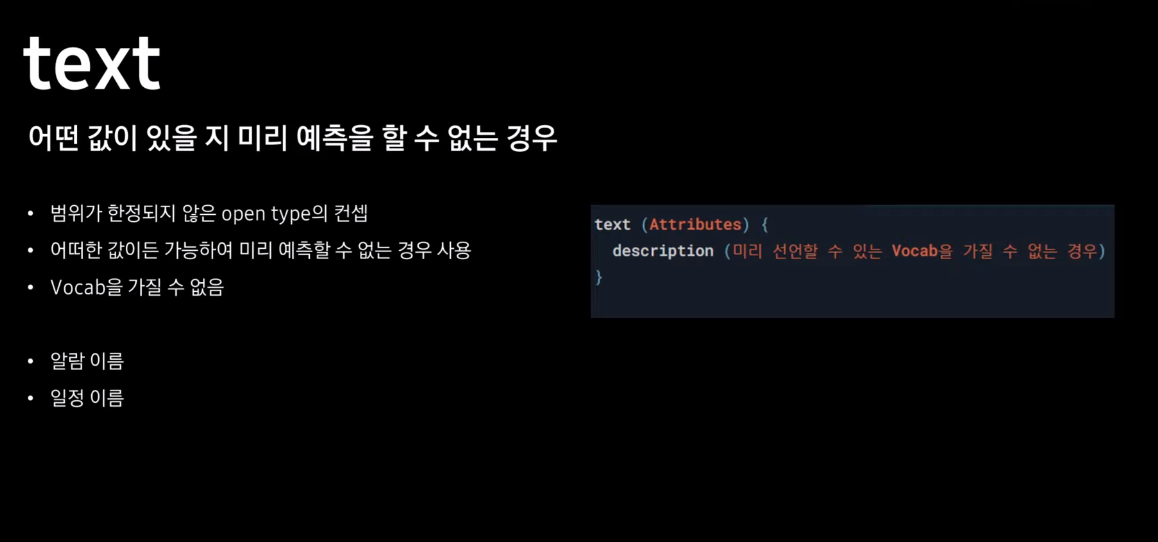 text
어떤 값이 있을 지 미리 예측을 할 수 없는 경우
• 범위가 한정되지 않은 open type의 컨셉
• 어떠한 값이든 가능하여 미리 예측할 수 없는 경우 사용
• Vocab을 가질 수 없음
• 알람 이름
• 일정 이름
text (Attributes) {
  description (미리 선언할 수 있는 Vocab을 가질 수 없는 경우)
}